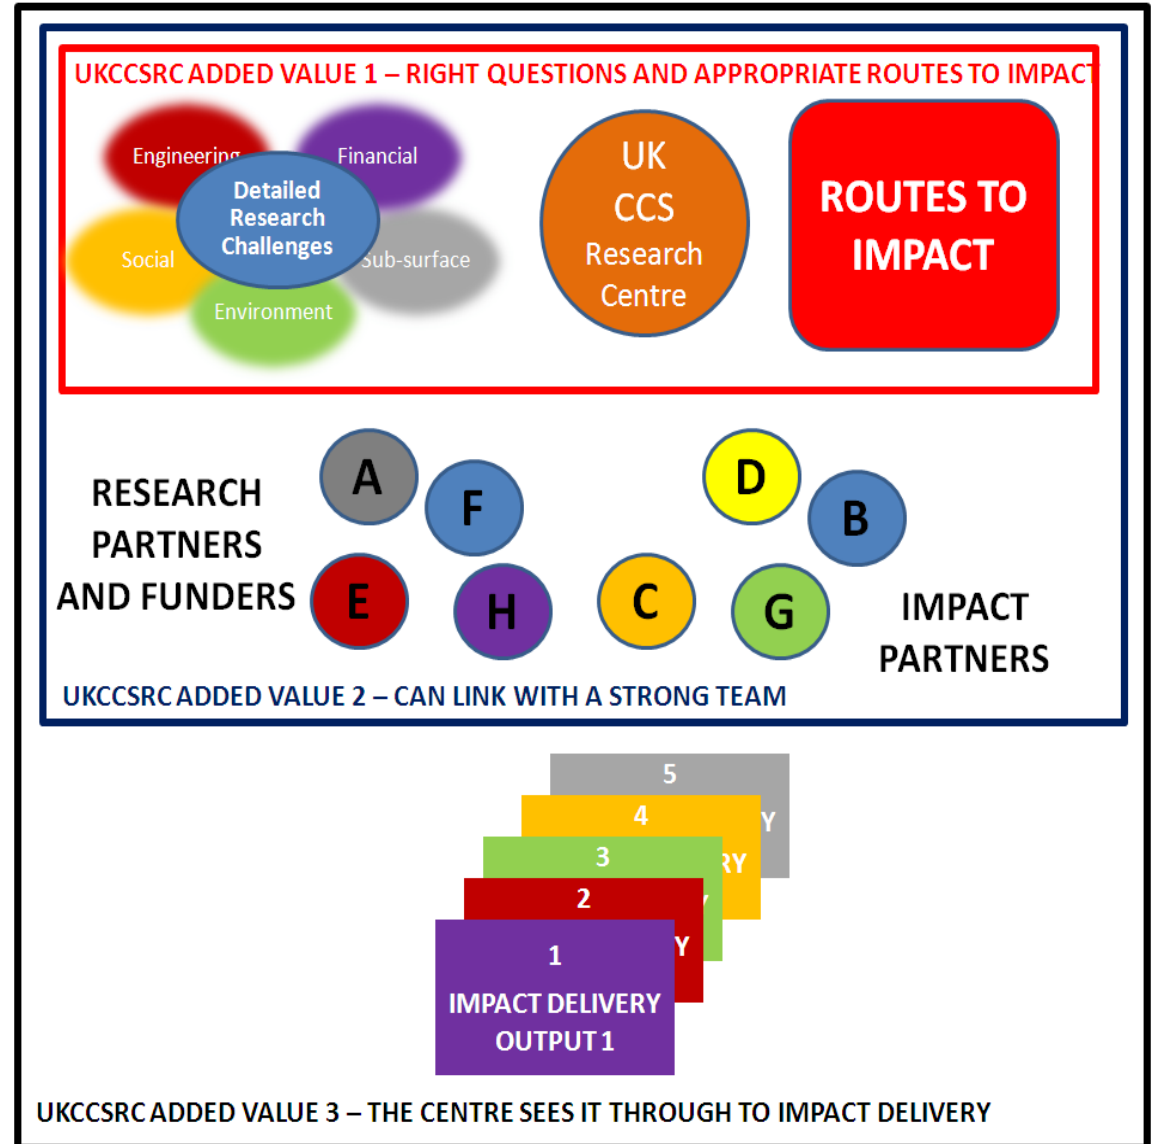 UKCCSRC ADDED VALUE 1 – RIGHT QUESTIONS AND APPROPRIATE ROUTES TO IMPACT
Engineering
Financial
Detailed
Research
Challenges
Social
Sub-surface
Environment
UK
CCS
Research
Centre
ROUTES TO
IMPACT
RESEARCH
PARTNERS
AND FUNDERS
A
F
E
H
D
B
C
G
IMPACT
PARTNERS
UKCCSRC ADDED VALUE 2 – CAN LINK WITH A STRONG TEAM
5
Y
4
RY
3
2
Y
1
IMPACT DELIVERY
OUTPUT 1
UKCCSRC ADDED VALUE 3 – THE CENTRE SEES IT THROUGH TO IMPACT DELIVERY